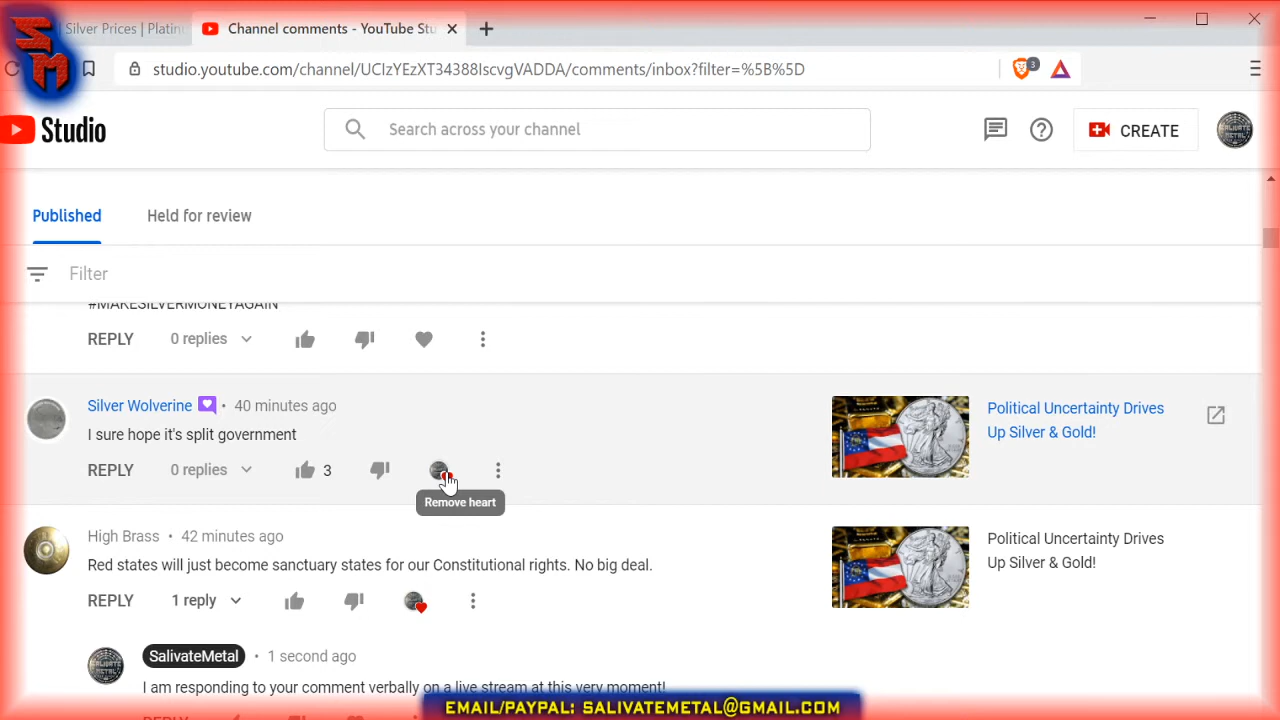 SM
Silver Prices | Platin
Channel comments - YouTube Stu
studio.youtube.com/channel/UCIzYEzXT34388IscvgVADDA/comments/inbox?filter=%5B%5D
3
Studio
Search across your channel
CREATE
Published
Held for review
Filter
#MAKESILVERMONEYAGAIN
REPLY 0 replies
Silver Wolverine • 40 minutes ago
I sure hope it's split government
REPLY 0 replies 3
Remove heart
Political Uncertainty Drives
Up Silver & Gold!
High Brass • 42 minutes ago
Red states will just become sanctuary states for our Constitutional rights. No big deal.
REPLY 1 reply
Political Uncertainty Drives
Up Silver & Gold!
SalivateMetal • 1 second ago
I am responding to your comment verbally on a live stream at this very moment!
EMAIL/PAYPAL: SALIVATEMETAL@GMAIL.COM